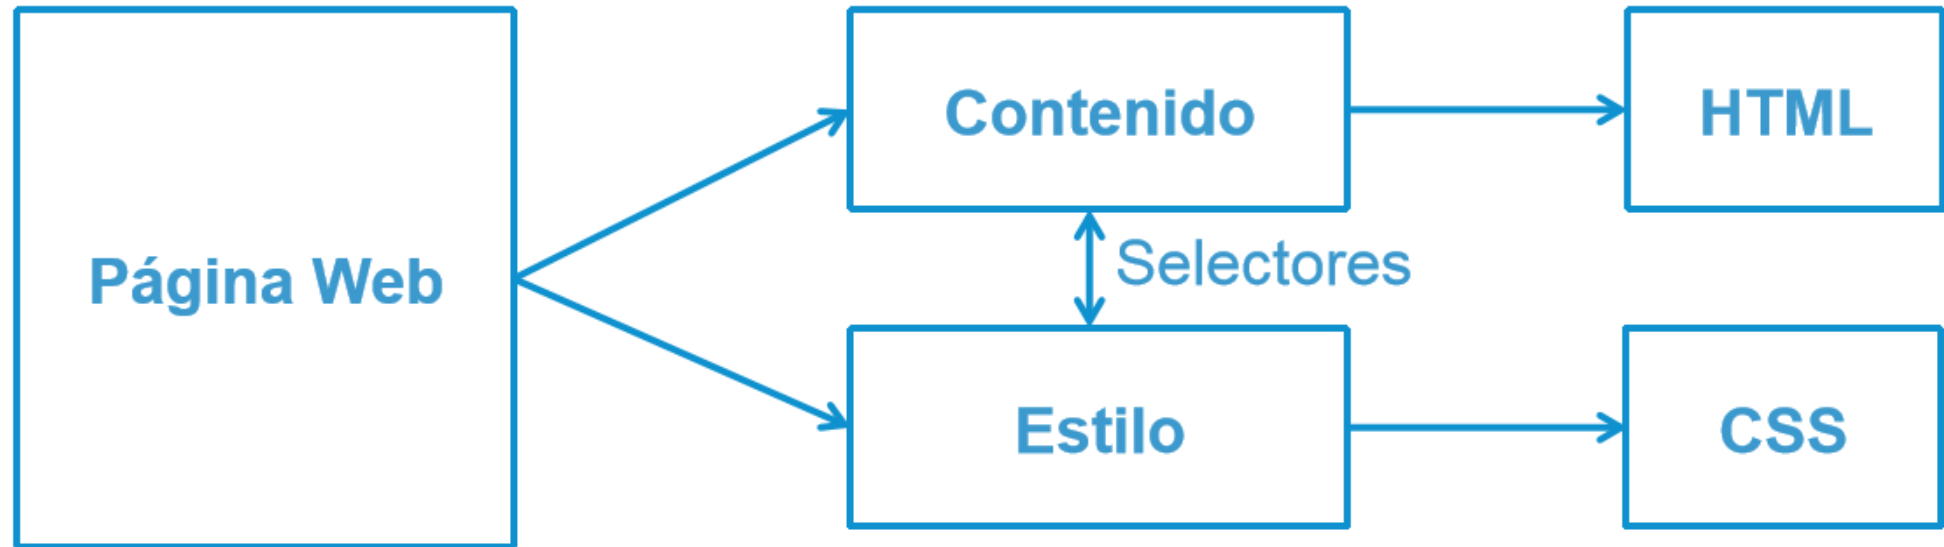 Página Web
Contenido
HTML
Selectores
Estilo
CSS